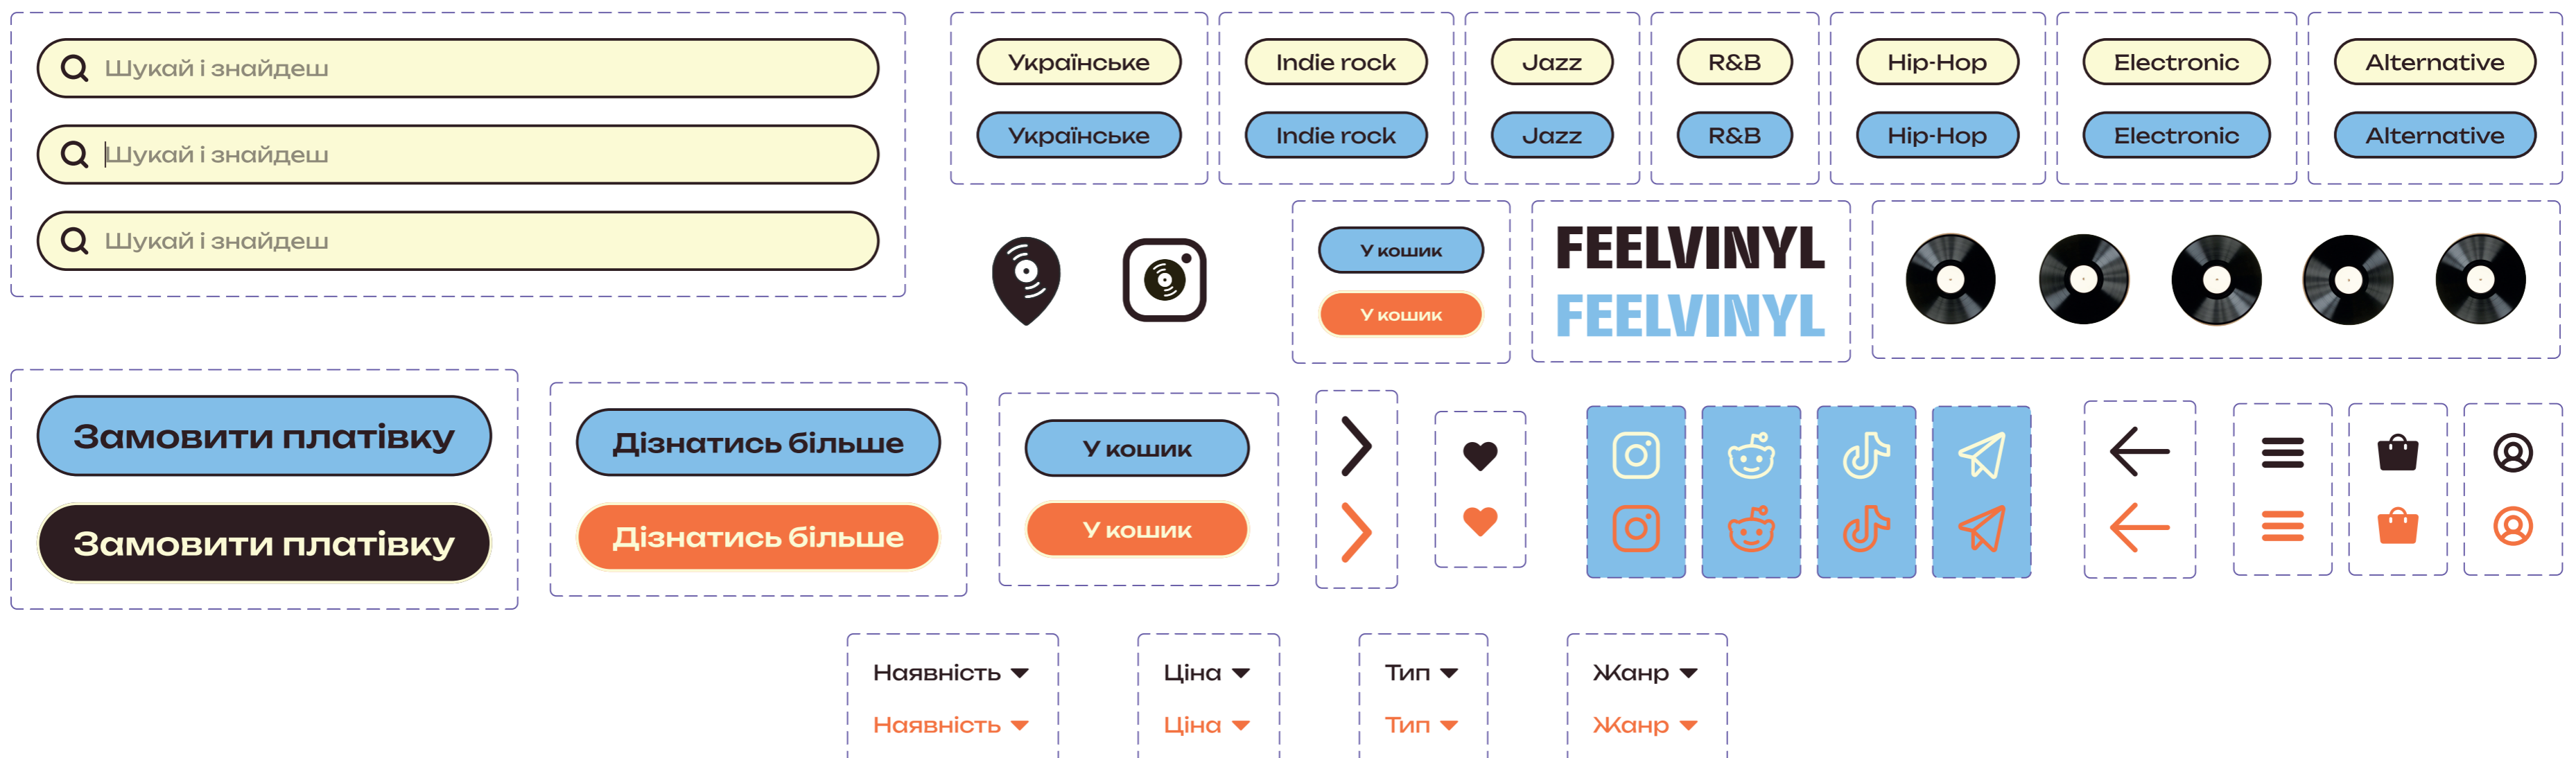 Шукай і знайдеш
Шукай і знайдеш
Шукай і знайдеш
Українське
Indie rock
Jazz
R&B
Hip-Hop
Electronic
Alternative
Українське
Indie rock
Jazz
R&B
Hip-Hop
Electronic
Alternative
У кошик
У кошик
FEELVINYL
FEELVINYL
Замовити платівку
Замовити платівку
Дізнатись більше
Дізнатись більше
У кошик
У кошик
Наявність
Ціна
Тип
Жанр
Наявність
Ціна
Тип
Жанр